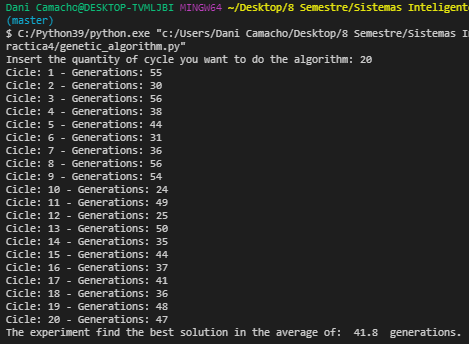 Dani Camacho@DESKTOP-TVMLJBI MINGW64 ~/Desktop/8 Semestre/Sistemas Intelligent
(master)
$ C:/Python39/python.exe "c:/Users/Dani Camacho/Desktop/8 Semestre/Sistemas In
ractica4/genetic_algorithm.py"
Insert the quantity of cycle you want to do the algorithm: 20
Cicle: 1 - Generations: 55
Cicle: 2 - Generations: 30
Cicle: 3 - Generations: 56
Cicle: 4 - Generations: 38
Cicle: 5 - Generations: 44
Cicle: 6 - Generations: 31
Cicle: 7 - Generations: 36
Cicle: 8 - Generations: 56
Cicle: 9 - Generations: 54
Cicle: 10 - Generations: 24
Cicle: 11 - Generations: 49
Cicle: 12 - Generations: 25
Cicle: 13 - Generations: 50
Cicle: 14 - Generations: 35
Cicle: 15 - Generations: 44
Cicle: 16 - Generations: 37
Cicle: 17 - Generations: 41
Cicle: 18 - Generations: 36
Cicle: 19 - Generations: 48
Cicle: 20 - Generations: 47
The experiment find the best solution in the average of:  41.8  generations.